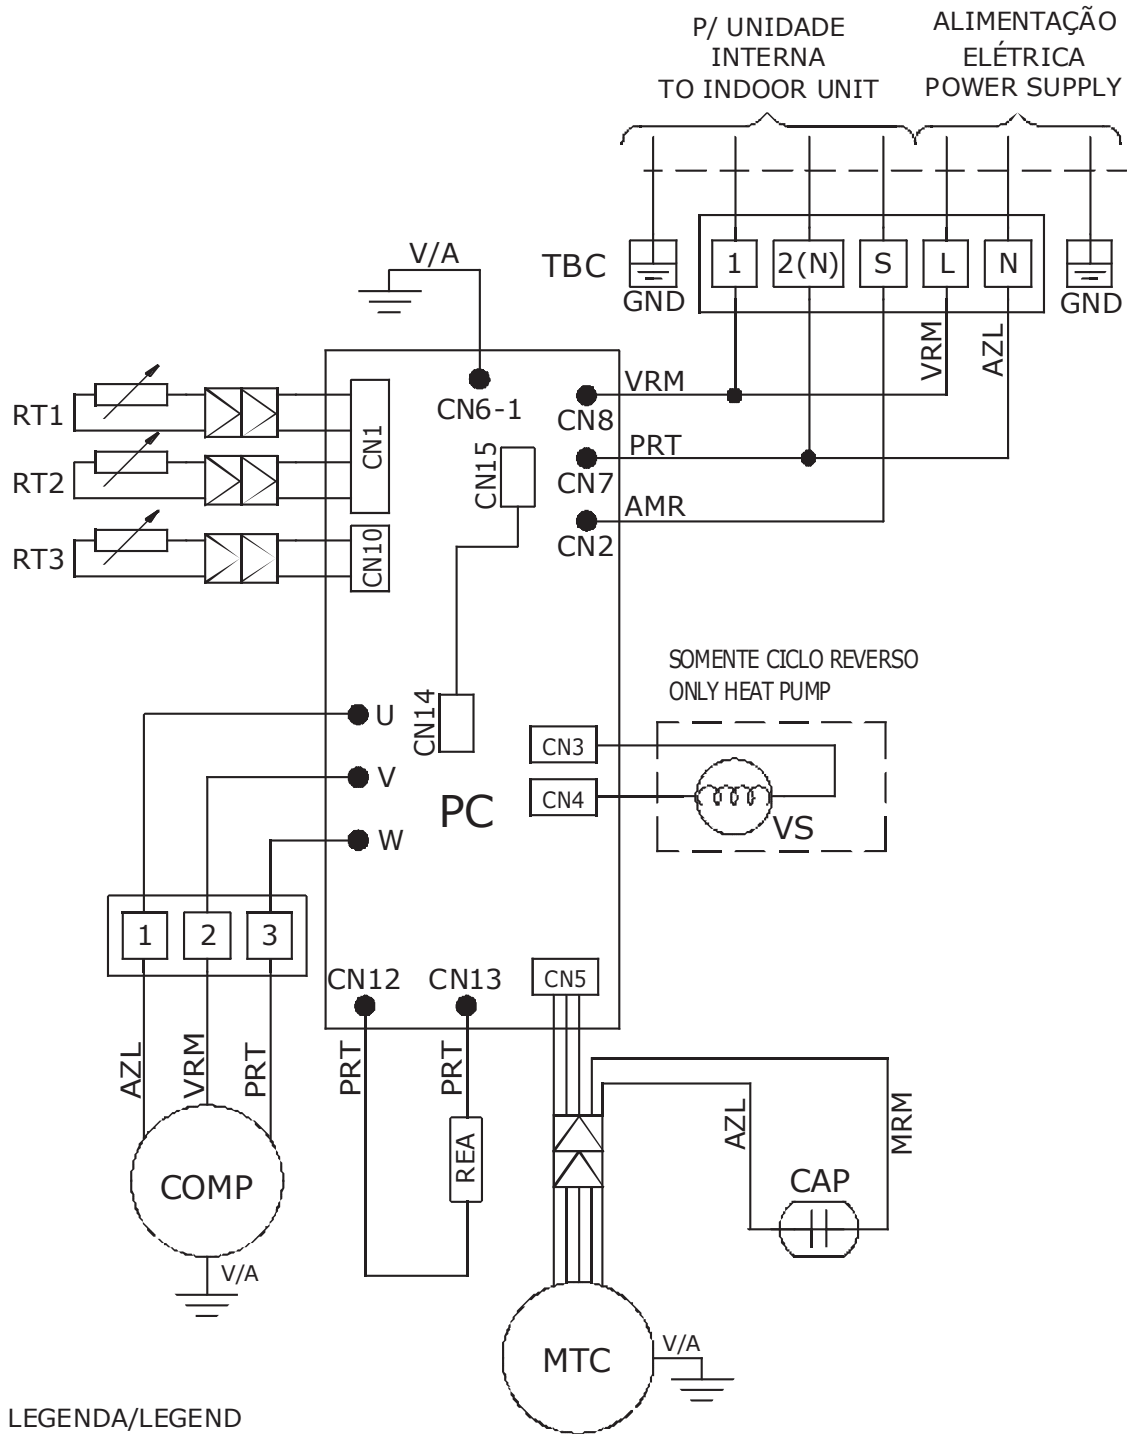 P/ UNIDADE
INTERNA
TO INDOOR UNIT
ALIMENTAÇÃO
ELÉTRICA
POWER SUPPLY
TBC
GND
1
2(N)
S
L
N
GND
V/A
VRM
AZL
CN6-1
VRM
CN8
PRT
CN7
AMR
CN2
RT1
RT2
RT3
CN1
CN10
CN15
CN14
SOMENTE CICLO REVERSO
ONLY HEAT PUMP
U
V
W
PC
CN3
CN4
VS
1
2
3
CN12
CN13
CN5
AZL
VRM
PRT
PRT
PRT
REA
AZL
MRM
CAP
COMP
V/A
MTC
V/A
LEGENDA/LEGEND